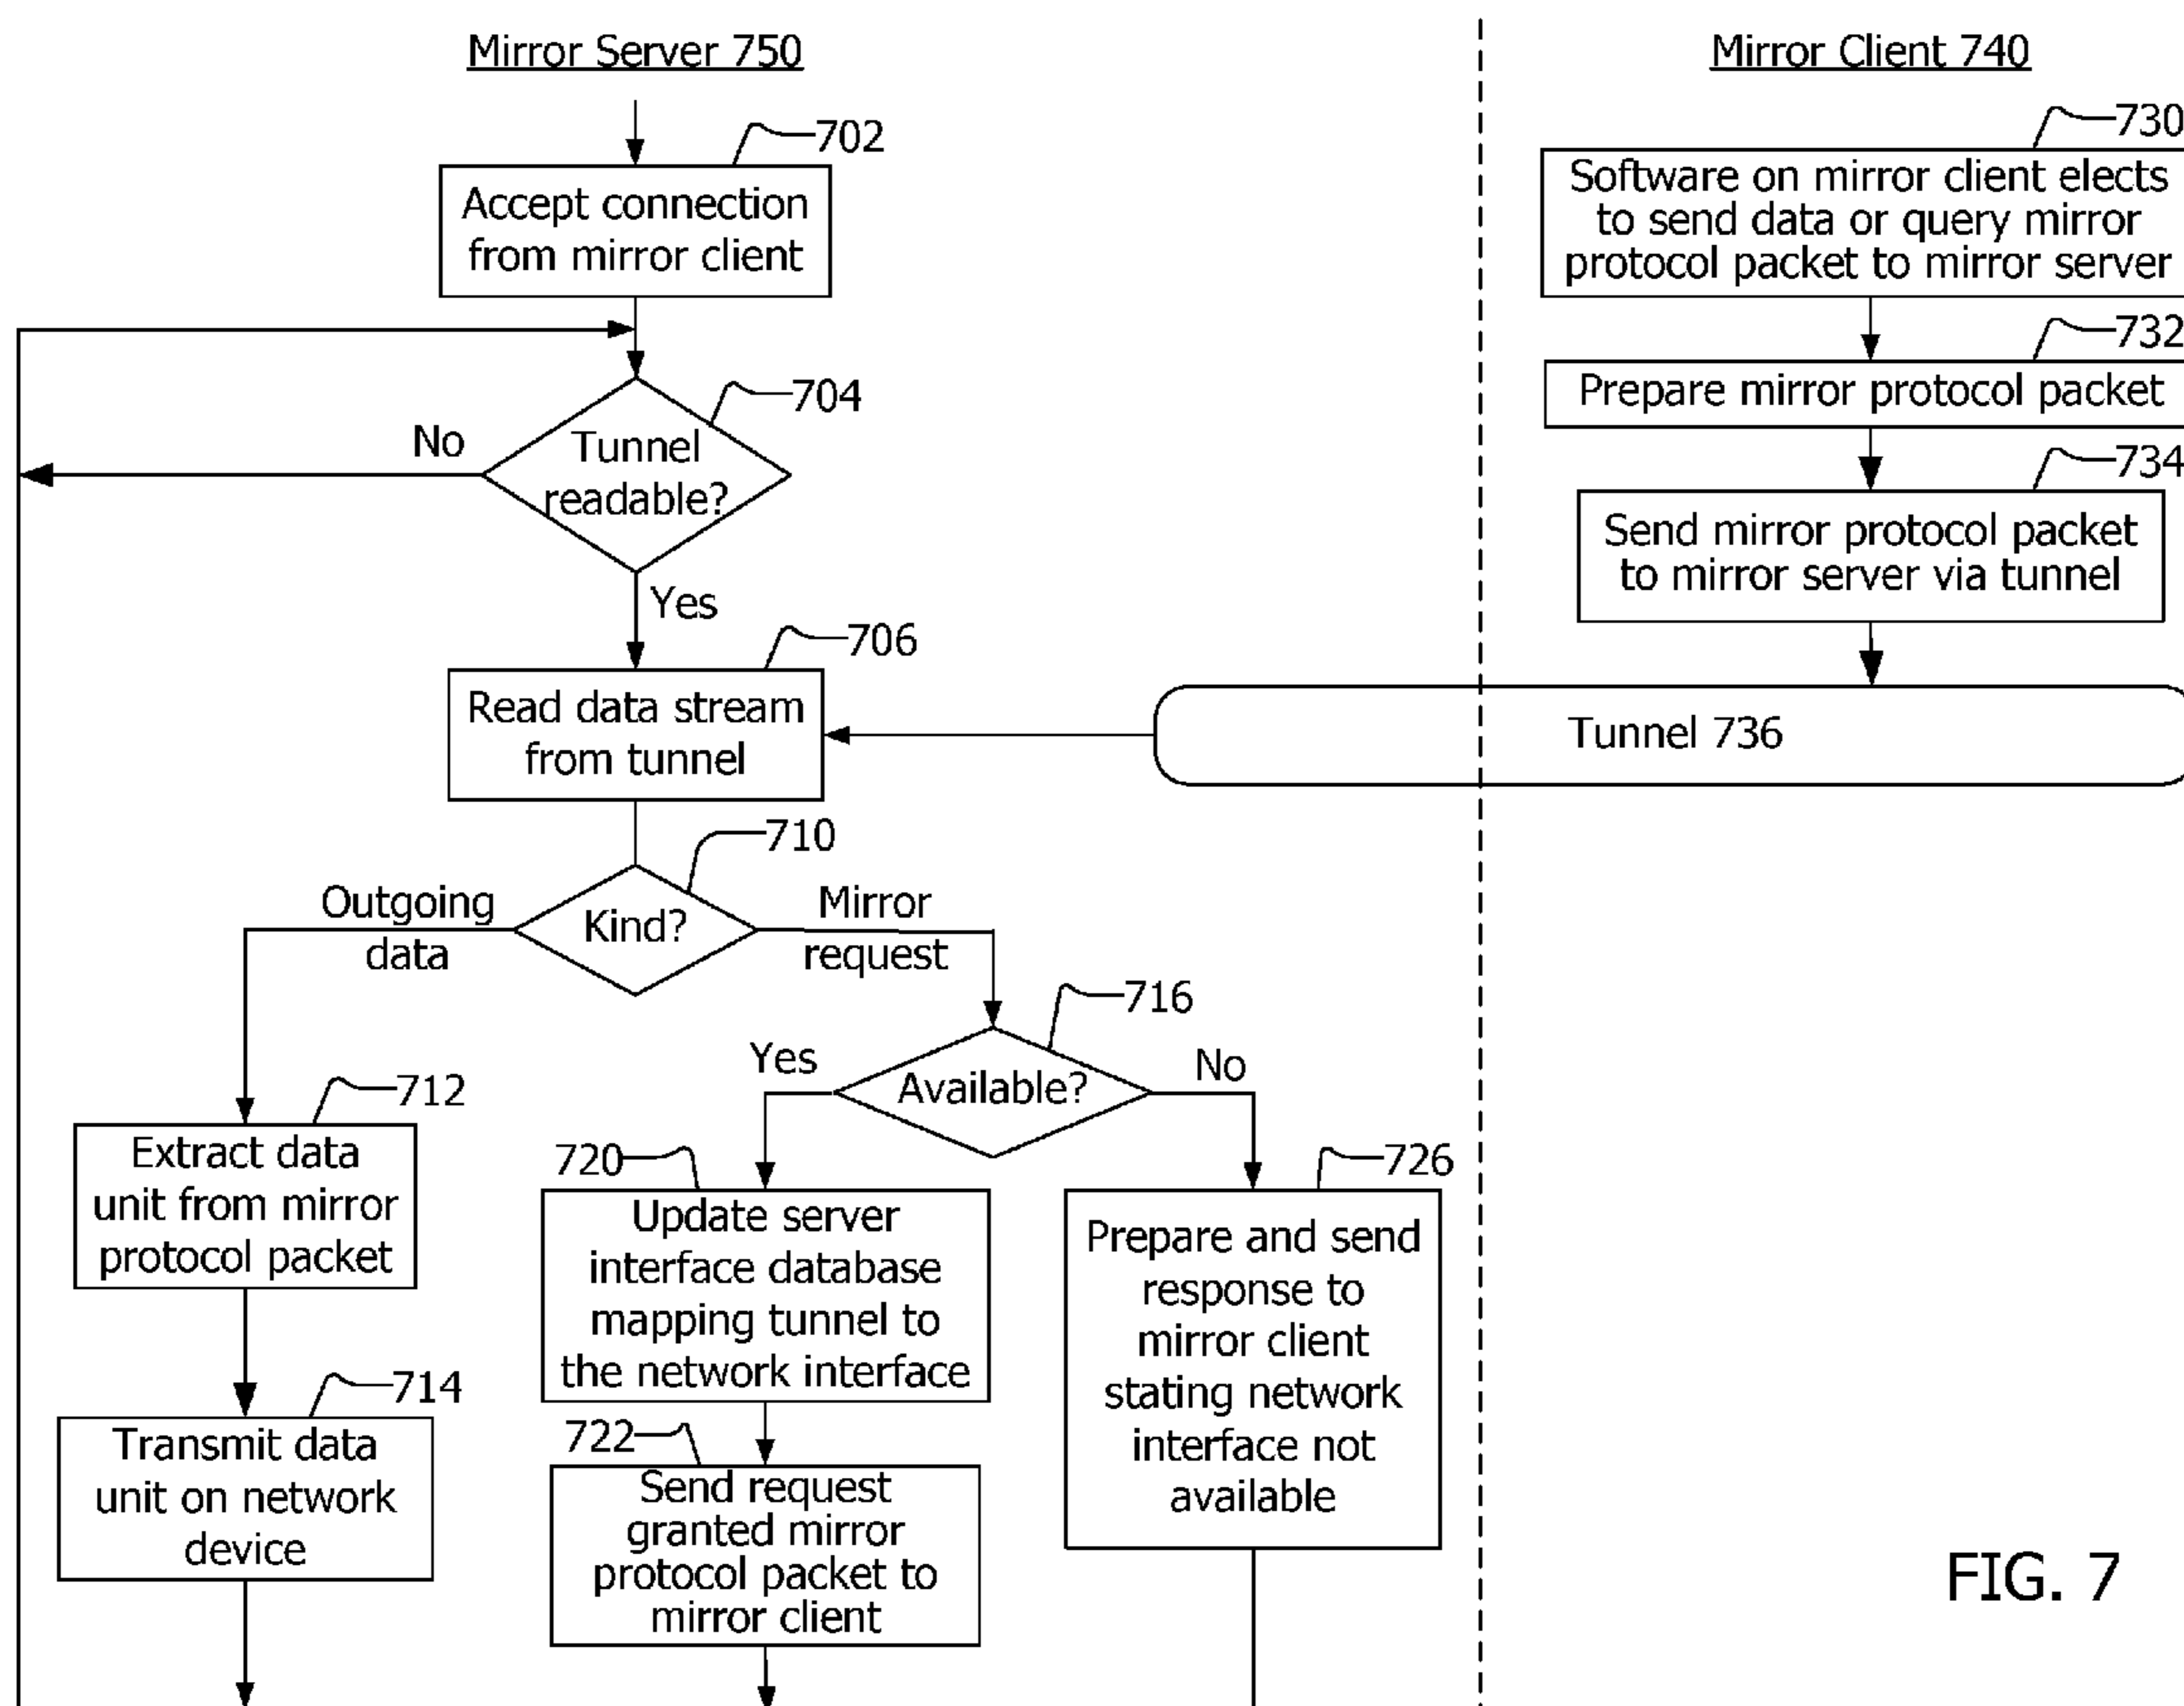 Mirror Server 750
702
Accept connection
from mirror client
704
No
Tunnel
readable?
Yes
706
Read data stream
from tunnel
710
Outgoing
data
Kind?
Mirror
request
716
Yes
Available?
No
712
Extract data
unit from mirror
protocol packet
714
Transmit data
unit on network
device
720
Update server
interface database
mapping tunnel to
the network interface
722
Send request
granted mirror
protocol packet to
mirror client
726
Prepare and send
response to
mirror client
stating network
interface not
available
Mirror Client 740
730
Software on mirror client elects
to send data or query mirror
protocol packet to mirror server
732
Prepare mirror protocol packet
734
Send mirror protocol packet
to mirror server via tunnel
Tunnel 736
FIG. 7